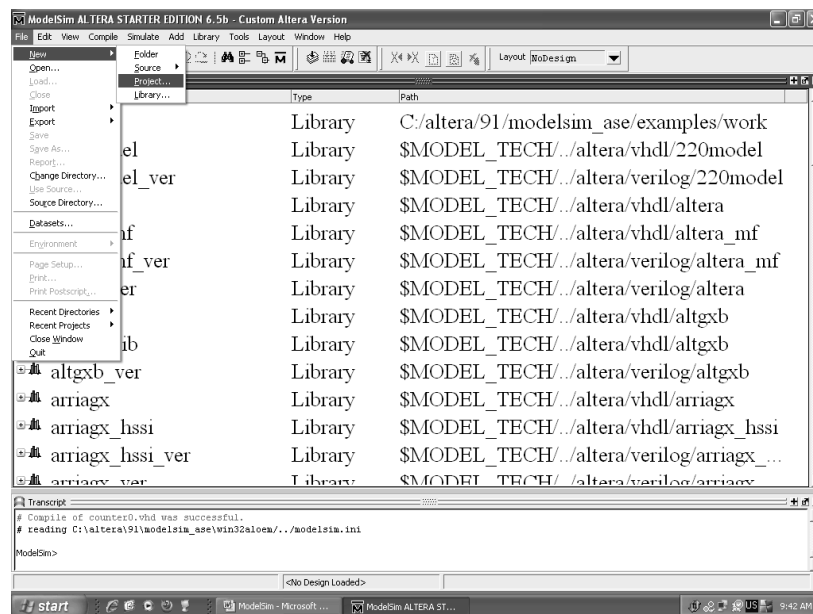 ModelSim ALTERA STARTER EDITION 6.5b - Custom Altera Version
File Edit View Compile Simulate Add Library Tools Layout Window Help
Layout NoDesign
New
Open...
Load...
Close
Import
Export
Save
Save As...
Report...
Change Directory...
Use Source...
Source Directory...
Datasets...
Environment
Page Setup...
Print...
Print Postscript...
Recent Directories
Recent Projects
Close Window
Quit
Folder
Source
Project...
Library...
Type Path
Library C:/altera/91/modelsim_ase/examples/work
el Library $MODEL_TECH/../altera/vhdl/220model
el_ver Library $MODEL_TECH/../altera/verilog/220model
Library $MODEL_TECH/../altera/vhdl/altera
nf Library $MODEL_TECH/../altera/vhdl/altera_mf
nf_ver Library $MODEL_TECH/../altera/verilog/altera_mf
er Library $MODEL_TECH/../altera/verilog/altera
Library $MODEL_TECH/../altera/vhdl/altgxb
ib Library $MODEL_TECH/../altera/vhdl/altgxb
altgxb_ver Library $MODEL_TECH/../altera/verilog/altgxb
arriagx Library $MODEL_TECH/../altera/vhdl/arriagx
arriagx_hssi Library $MODEL_TECH/../altera/vhdl/arriagx_hssi
arriagx_hssi_ver Library $MODEL_TECH/../altera/verilog/arriagx_...
arriagx_ver Library $MODEL_TECH/../altera/verilog/arriagx
Transcript
# Compile of counter0.vhd was successful.
# reading C:\altera\91\modelsim_ase\win32aloem/../modelsim.ini
ModelSim>
<No Design Loaded>
start ModelSim - Microsoft ... ModelSim ALTERA ST... US 9:42 AM